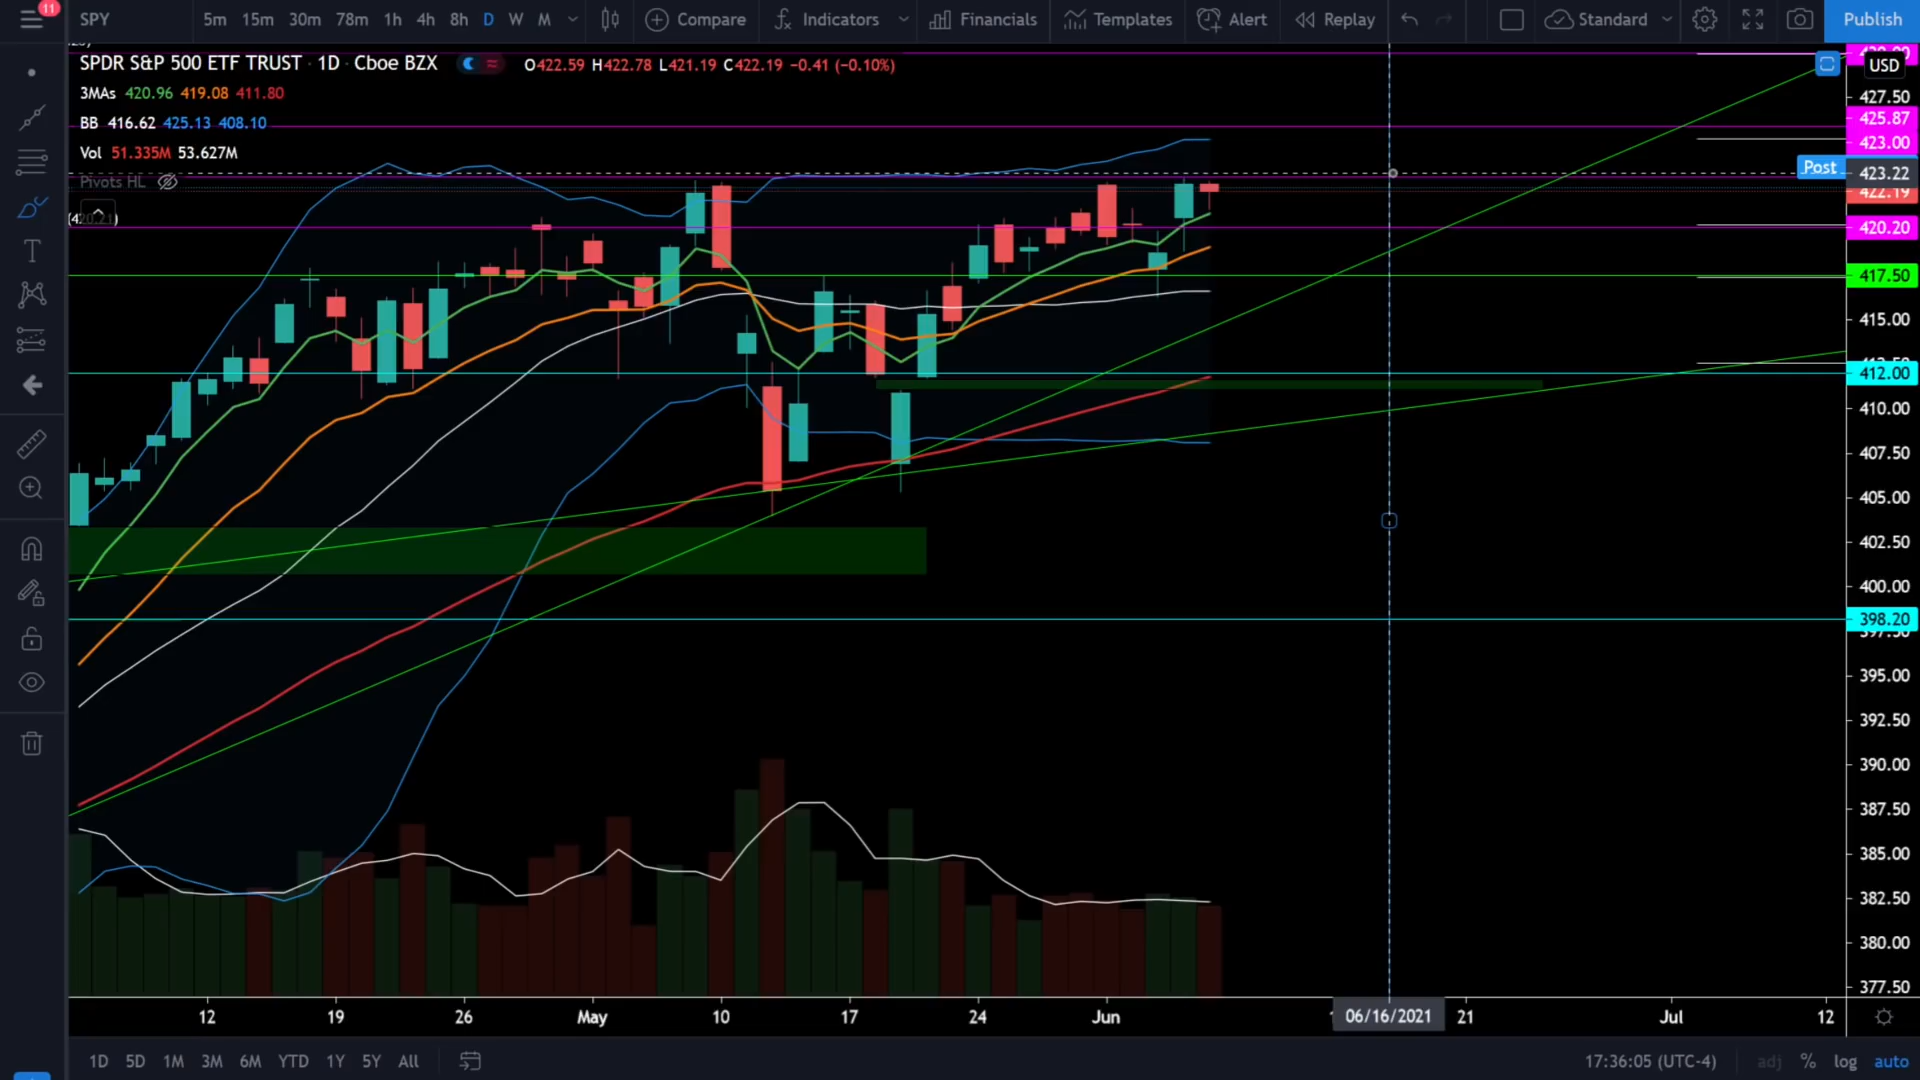 11
SPY
5m 15m 30m 78m 1h 4h 8h D W M
Compare
Indicators
Financials
Templates
Alert
Replay
Standard
Publish
SPDR S&P 500 ETF TRUST · 1D · Cboe BZX
O422.59 H422.78 L421.19 C422.19 −0.41 (−0.10%)
3MAs 420.96 419.08 411.80
BB 416.62 425.13 408.10
Vol 51.335M 53.627M
Pivots HL
USD
427.50
425.87
423.00
Post
423.22
422.19
420.20
417.50
415.00
412.00
410.00
407.50
405.00
402.50
400.00
398.20
397.50
395.00
392.50
390.00
387.50
385.00
382.50
380.00
377.50
12 19 26 May 10 17 24 Jun 06/16/2021 21 Jul 12
1D 5D 1M 3M 6M YTD 1Y 5Y All
17:36:05 (UTC-4)
adj % log auto